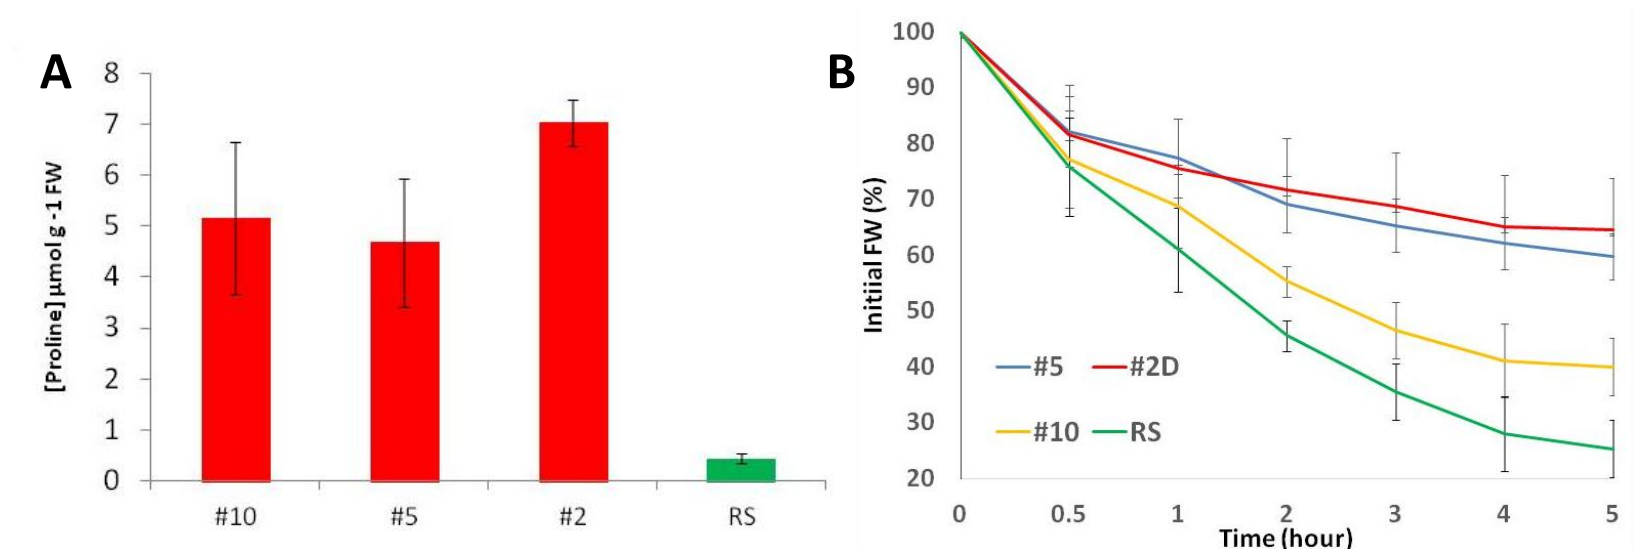 A
[Proline] µmol g -1 FW
8
7
6
5
4
3
2
1
0
#10 #5 #2 RS
B
Initiial FW (%)
100
90
80
70
60
50
40
30
20
#5 #2D
#10 RS
0 0.5 1 2 3 4 5
Time (hour)